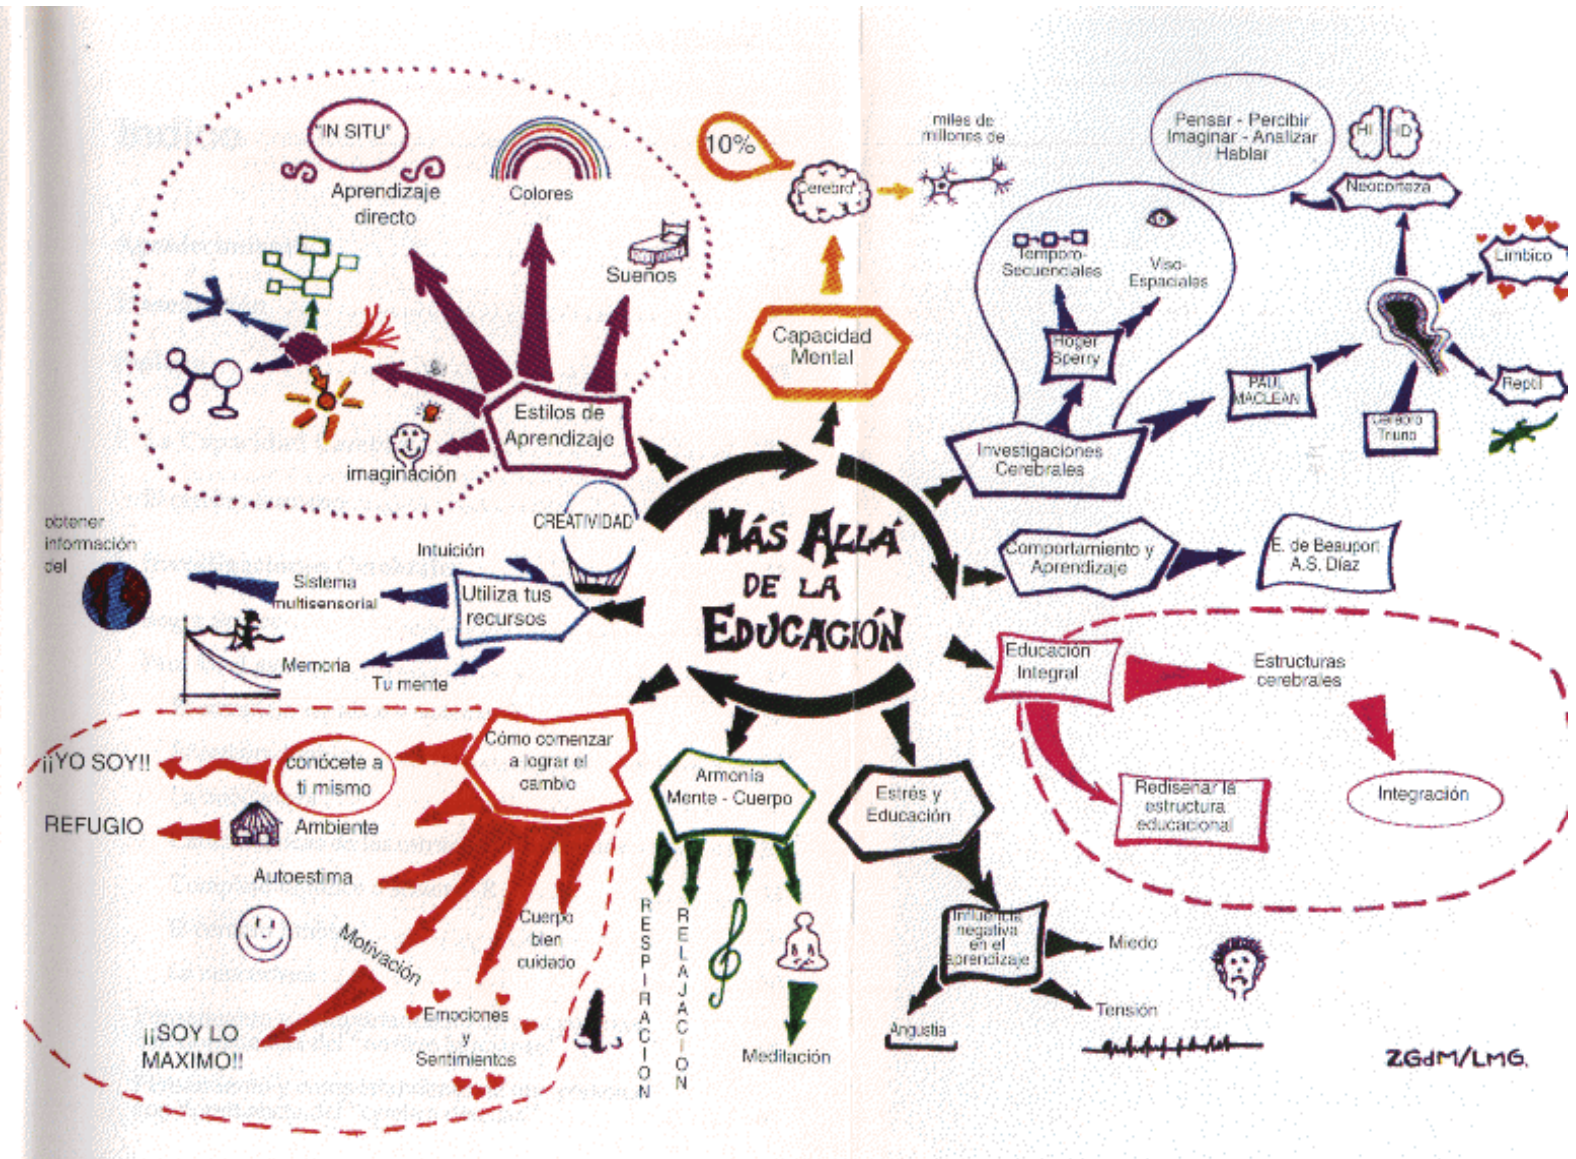 "IN SITU"
Aprendizaje
directo
Colores
Sueños
imaginación
Estilos de
Aprendizaje
10%
Cerebro
miles de
millones de
Capacidad
Mental
Pensar - Percibir
Imaginar - Analizar
Hablar
HI HD
Neocorteza
Límbico
Reptil
Cerebro
Triuno
PAUL
MACLEAN
Temporo-
Secuenciales
Viso-
Espaciales
Roger
Sperry
Investigaciones
Cerebrales
Comportamiento y
Aprendizaje
E. de Beauport
A.S. Díaz
MÁS ALLÁ
DE LA
EDUCACIÓN
CREATIVIDAD
Intuición
obtener
información
del
Sistema
multisensorial
Utiliza tus
recursos
Memoria
Tu mente
Educación
Integral
Estructuras
cerebrales
Rediseñar la
estructura
educacional
Integración
Cómo comenzar
a lograr el
cambio
conócete a
ti mismo
¡¡YO SOY!!
Ambiente
REFUGIO
Autoestima
Motivación
¡¡SOY LO
MAXIMO!!
Emociones
y
Sentimientos
Cuerpo
bien
cuidado
Armonía
Mente - Cuerpo
RESPIRACION
RELAJACION
Meditación
Estrés y
Educación
Influencia
negativa
en el
aprendizaje
Miedo
Tensión
Angustia
ZGdM/LMG.